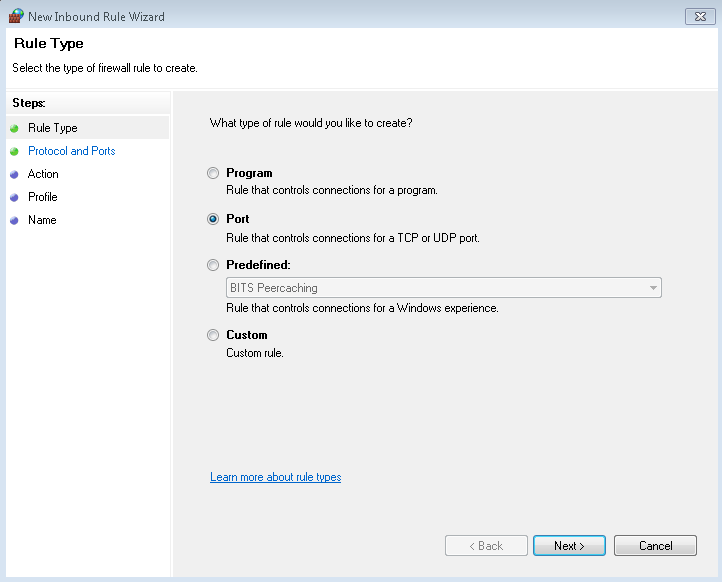 New Inbound Rule Wizard
Rule Type
Select the type of firewall rule to create.
Steps:
Rule Type
Protocol and Ports
Action
Profile
Name
What type of rule would you like to create?
Program
Rule that controls connections for a program.
Port
Rule that controls connections for a TCP or UDP port.
Predefined:
BITS Peercaching
Rule that controls connections for a Windows experience.
Custom
Custom rule.
Learn more about rule types
< Back
Next >
Cancel